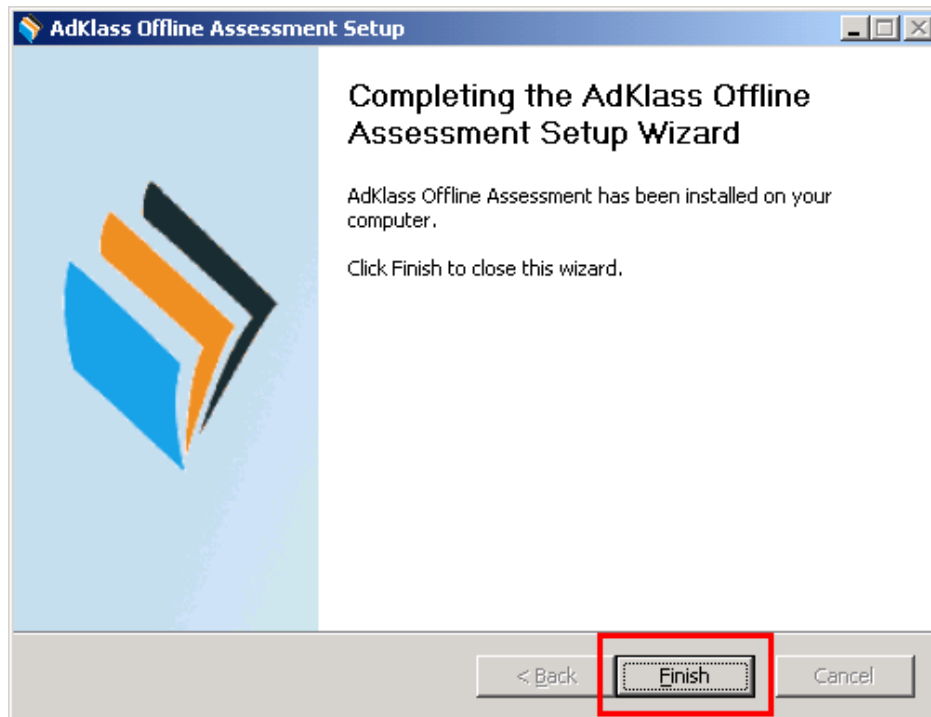 AdKlass Offline Assessment Setup
Completing the AdKlass Offline
Assessment Setup Wizard
AdKlass Offline Assessment has been installed on your
computer.
Click Finish to close this wizard.
< Back
Finish
Cancel